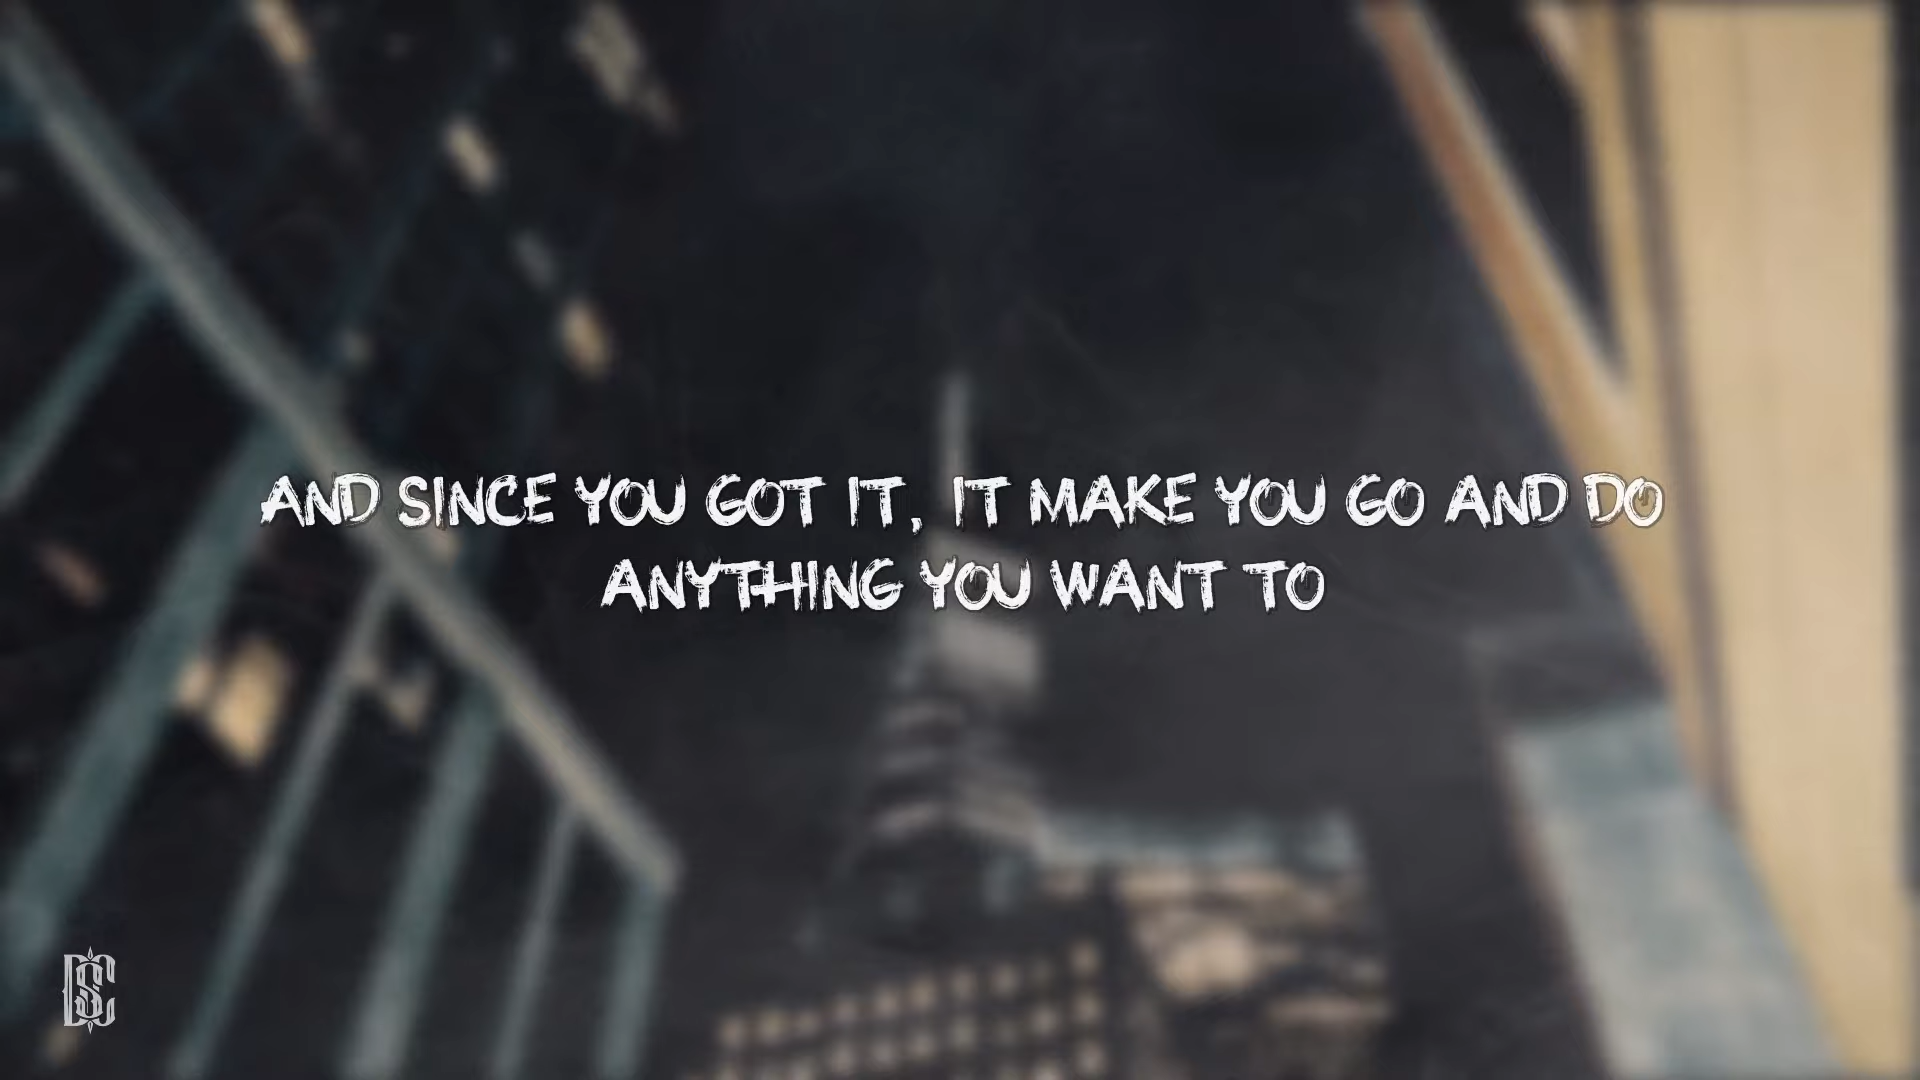 AND SINCE YOU GOT IT, IT MAKE YOU GO AND DO
ANYTHING YOU WANT TO